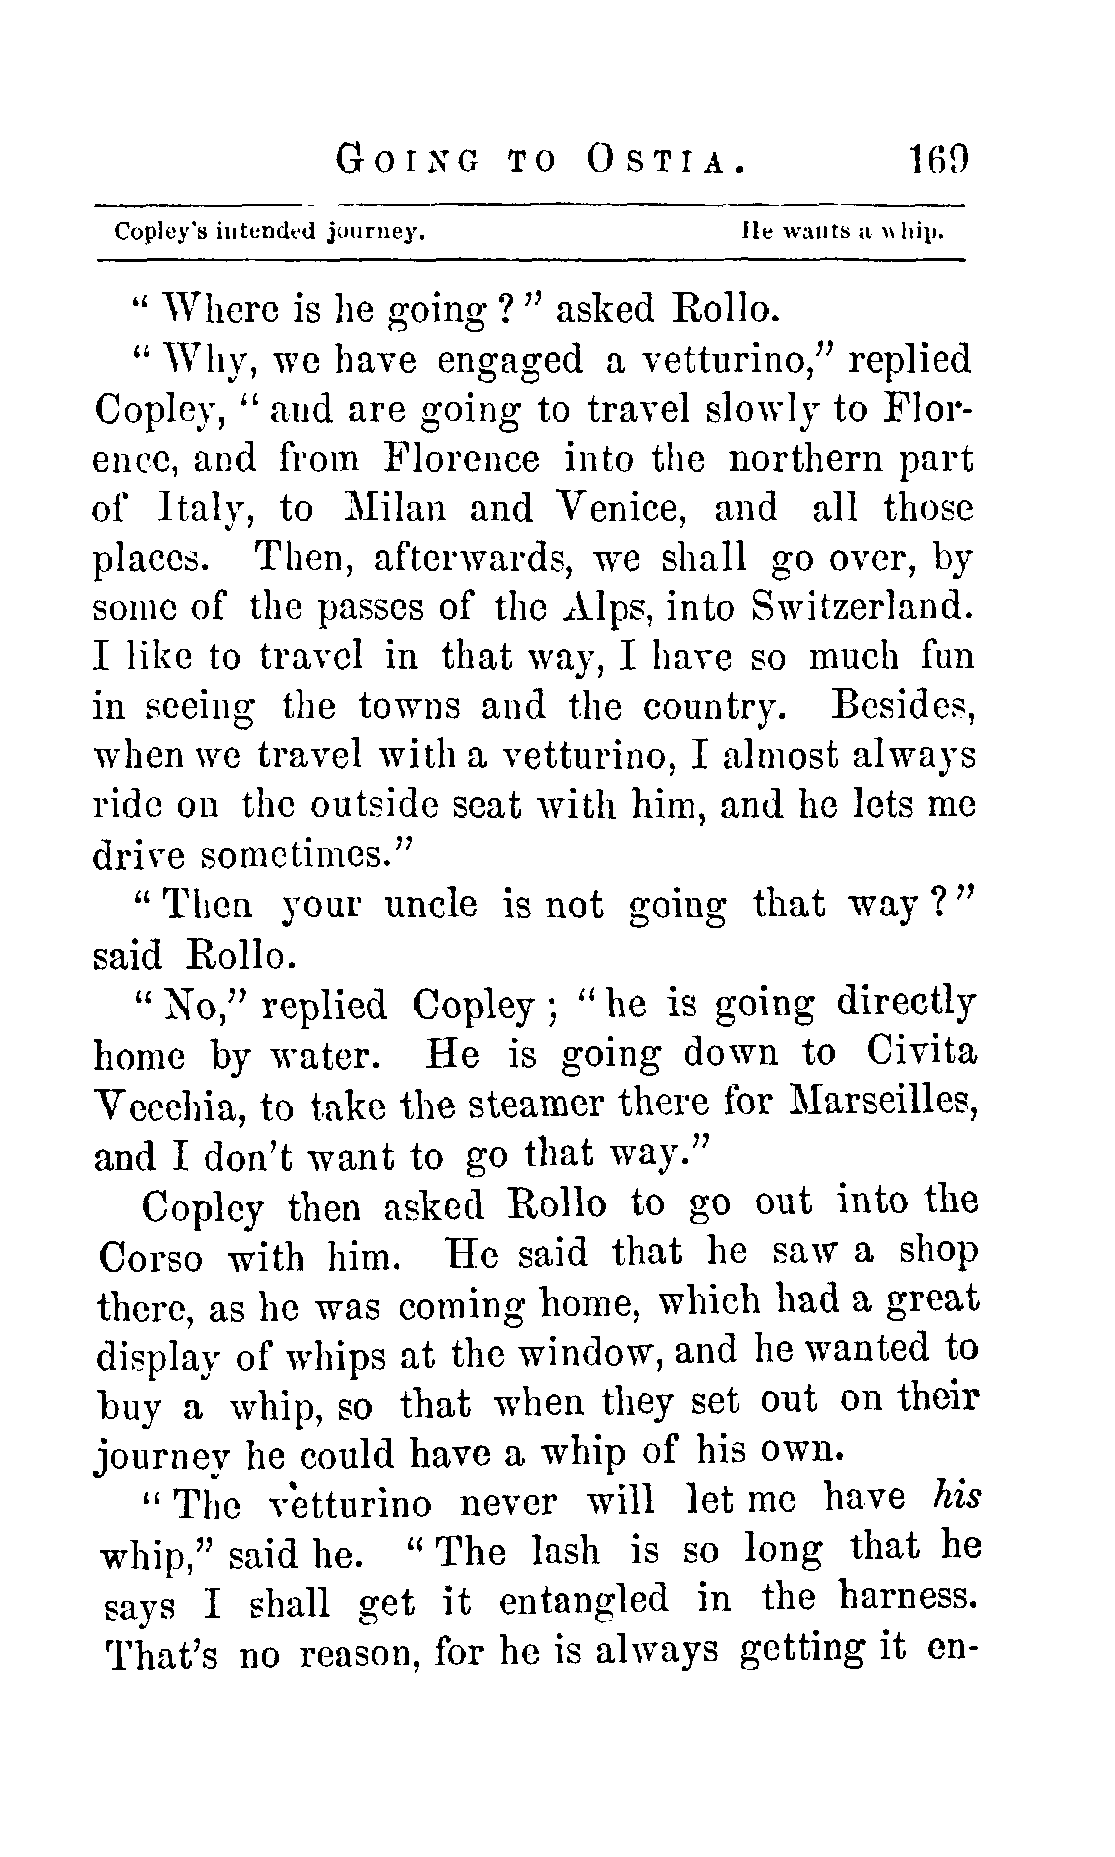 GOING TO OSTIA. 169
Copley's intended journey. He wants a whip.
“ Where is he going ? ” asked Rollo.
“ Why, we have engaged a vetturino,” replied
Copley, “ and are going to travel slowly to Flor-
ence, and from Florence into the northern part
of Italy, to Milan and Venice, and all those
places. Then, afterwards, we shall go over, by
some of the passes of the Alps, into Switzerland.
I like to travel in that way, I have so much fun
in seeing the towns and the country. Besides,
when we travel with a vetturino, I almost always
ride on the outside seat with him, and he lets me
drive sometimes.”
“ Then your uncle is not going that way ? ”
said Rollo.
“ No,” replied Copley ; “ he is going directly
home by water. He is going down to Civita
Vecchia, to take the steamer there for Marseilles,
and I don’t want to go that way.”
Copley then asked Rollo to go out into the
Corso with him. He said that he saw a shop
there, as he was coming home, which had a great
display of whips at the window, and he wanted to
buy a whip, so that when they set out on their
journey he could have a whip of his own.
“ The vetturino never will let me have his
whip,” said he. “ The lash is so long that he
says I shall get it entangled in the harness.
That’s no reason, for he is always getting it en-